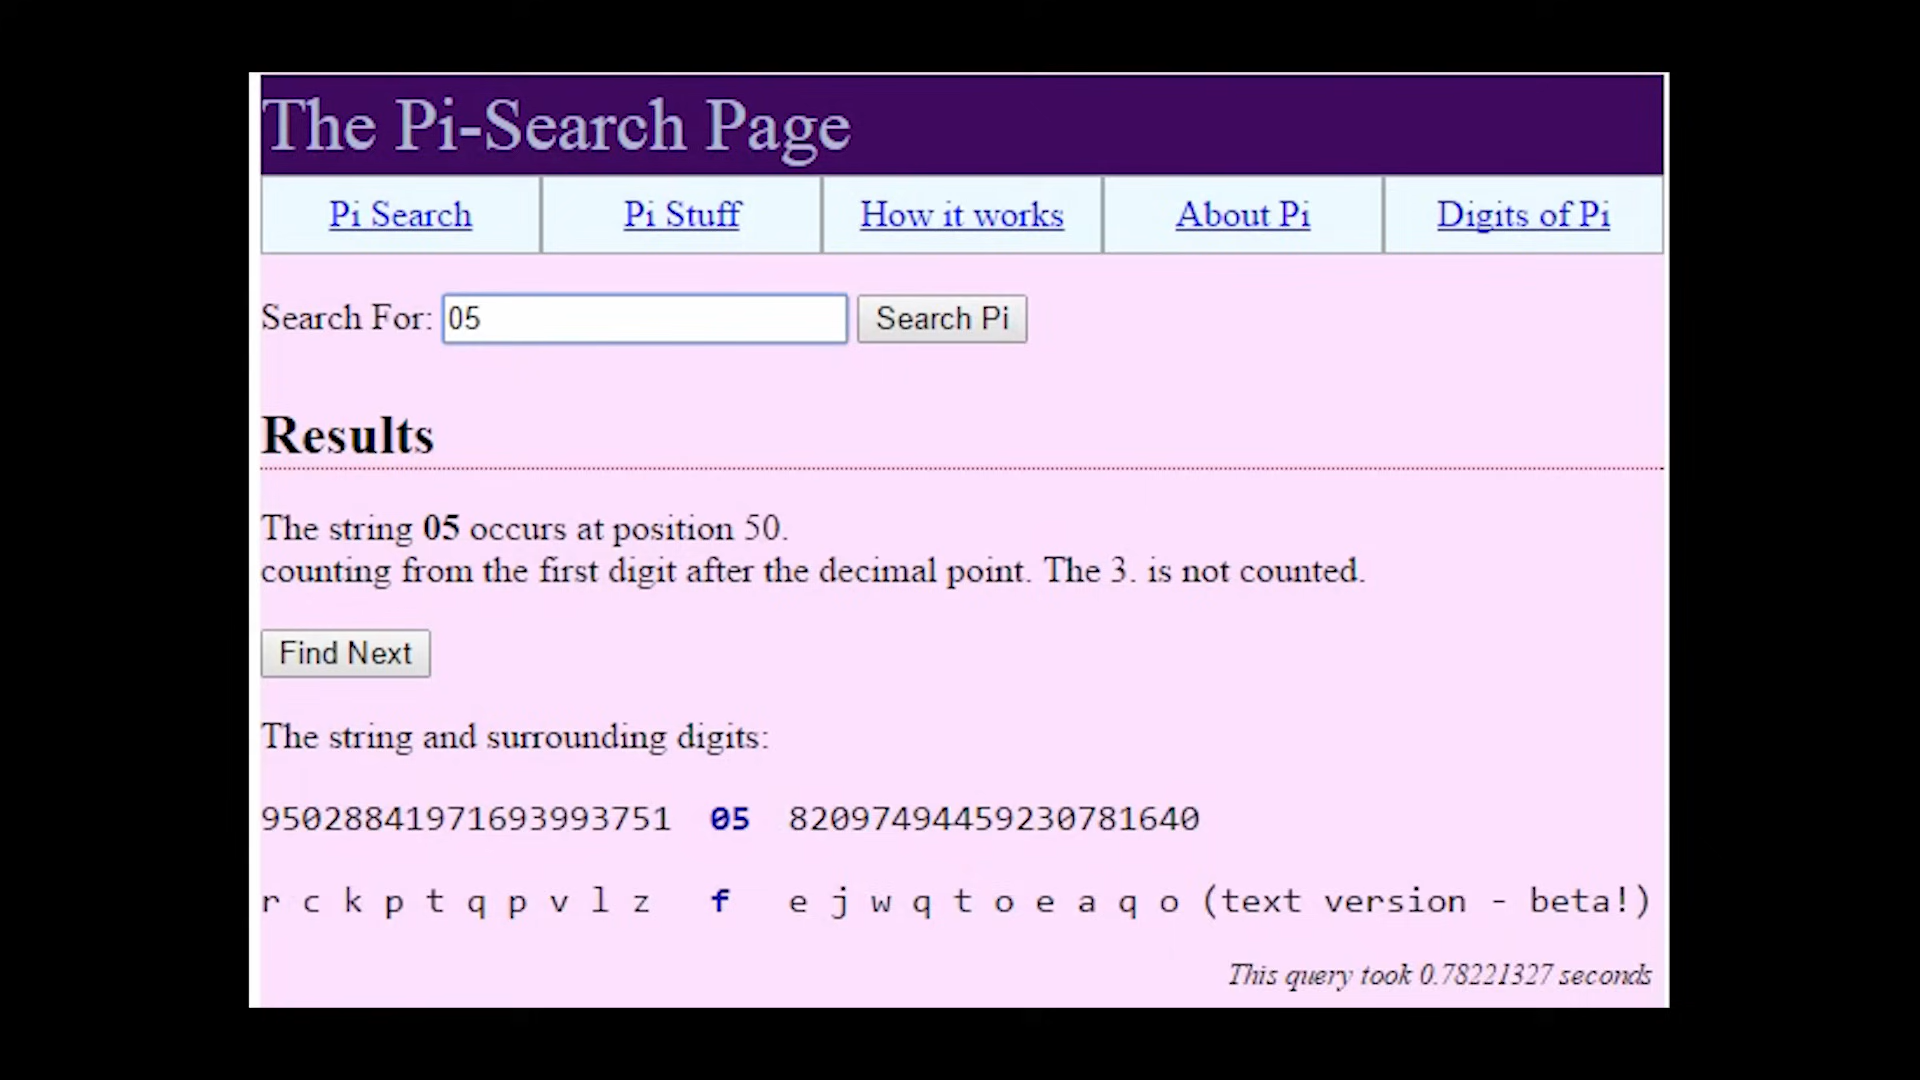 The Pi-Search Page
Pi Search Pi Stuff How it works About Pi Digits of Pi
Search For: 05 Search Pi
Results
The string 05 occurs at position 50.
counting from the first digit after the decimal point. The 3. is not counted.
Find Next
The string and surrounding digits:
95028841971693993751 05 82097494459230781640
r c k p t q p v l z f e j w q t o e a q o (text version - beta!)
This query took 0.78221327 seconds